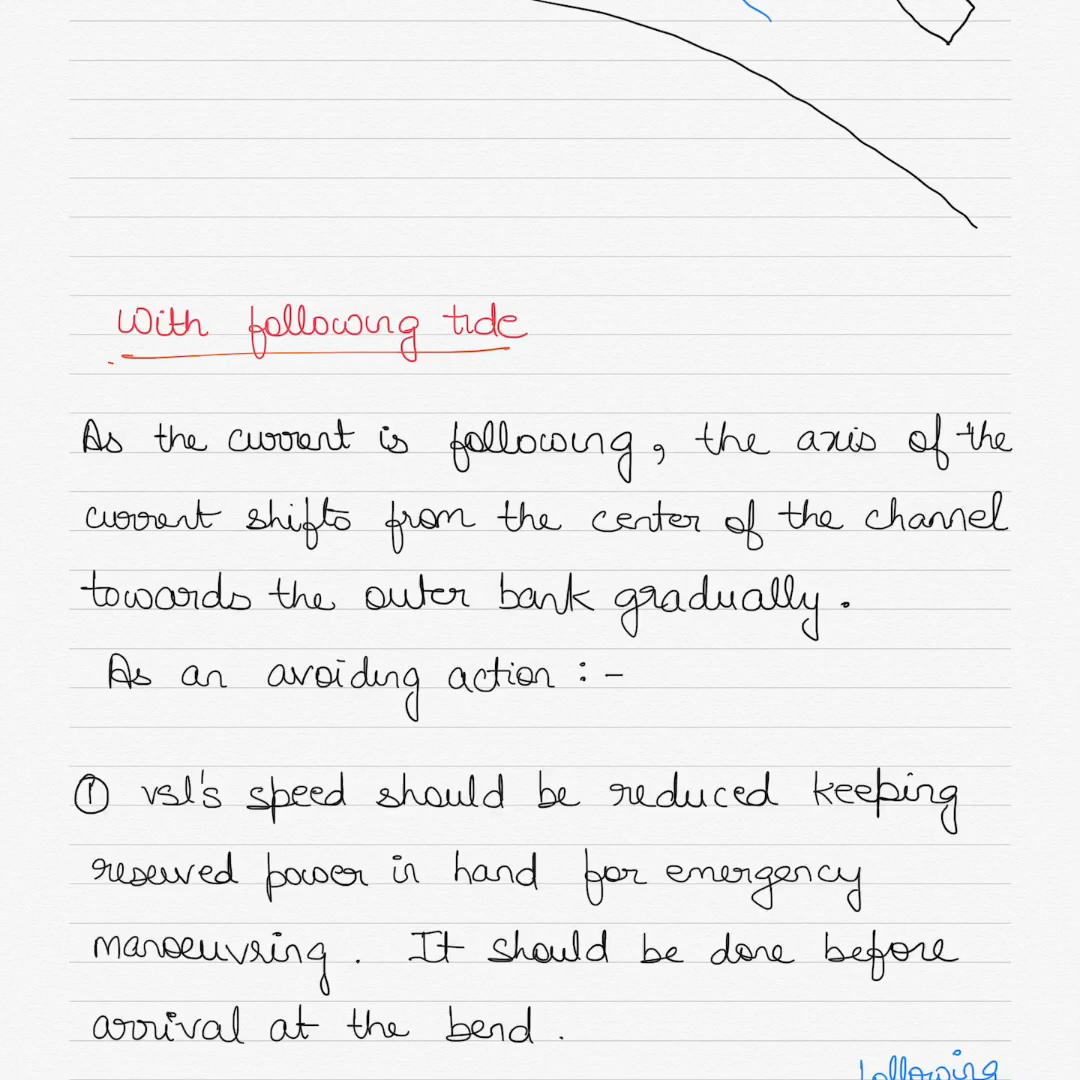 With following tide
As the current is following, the axis of the
current shifts from the center of the channel
towards the outer bank gradually.
As an avoiding action :-
① vsl's speed should be reduced keeping
reserved power in hand for emergency
manoeuvring. It should be done before
arrival at the bend.
following